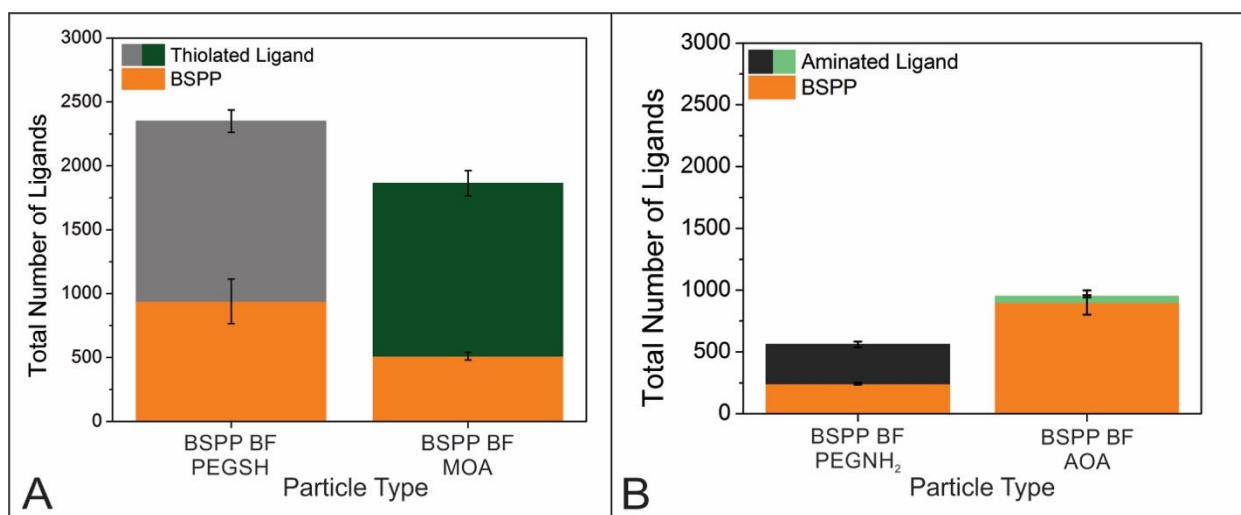 3000
2500
2000
1500
1000
500
0
Total Number of Ligands
Thiolated Ligand
BSPP
BSPP BF
PEGSH
BSPP BF
MOA
Particle Type
A
3000
2500
2000
1500
1000
500
0
Total Number of Ligands
Aminated Ligand
BSPP
BSPP BF
PEGNH₂
BSPP BF
AOA
Particle Type
B